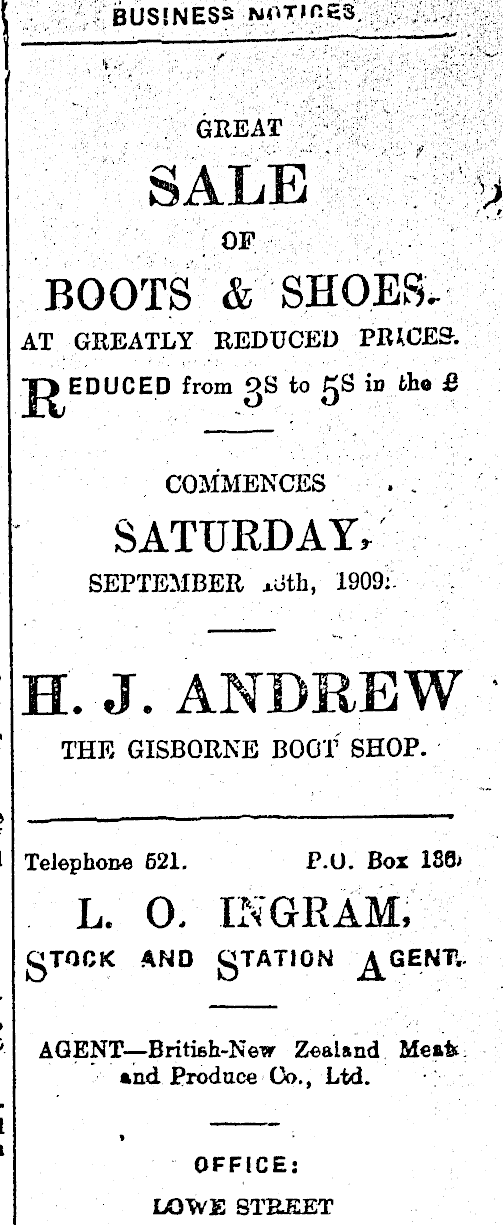 BUSINESS NOTICES.
GREAT
SALE
OF
BOOTS & SHOES.
AT GREATLY REDUCED PRICES.
REDUCED from 3S to 5S in the £
COMMENCES
SATURDAY,
SEPTEMBER 1909.
H. J. ANDREW
THE GISBORNE BOOT SHOP.
Telephone 521. P.O. Box 136.
L. O. INGRAM,
STOCK AND STATION AGENT.
AGENT—British-New Zealand Meat
and Produce Co., Ltd.
OFFICE:
LOWE STREET